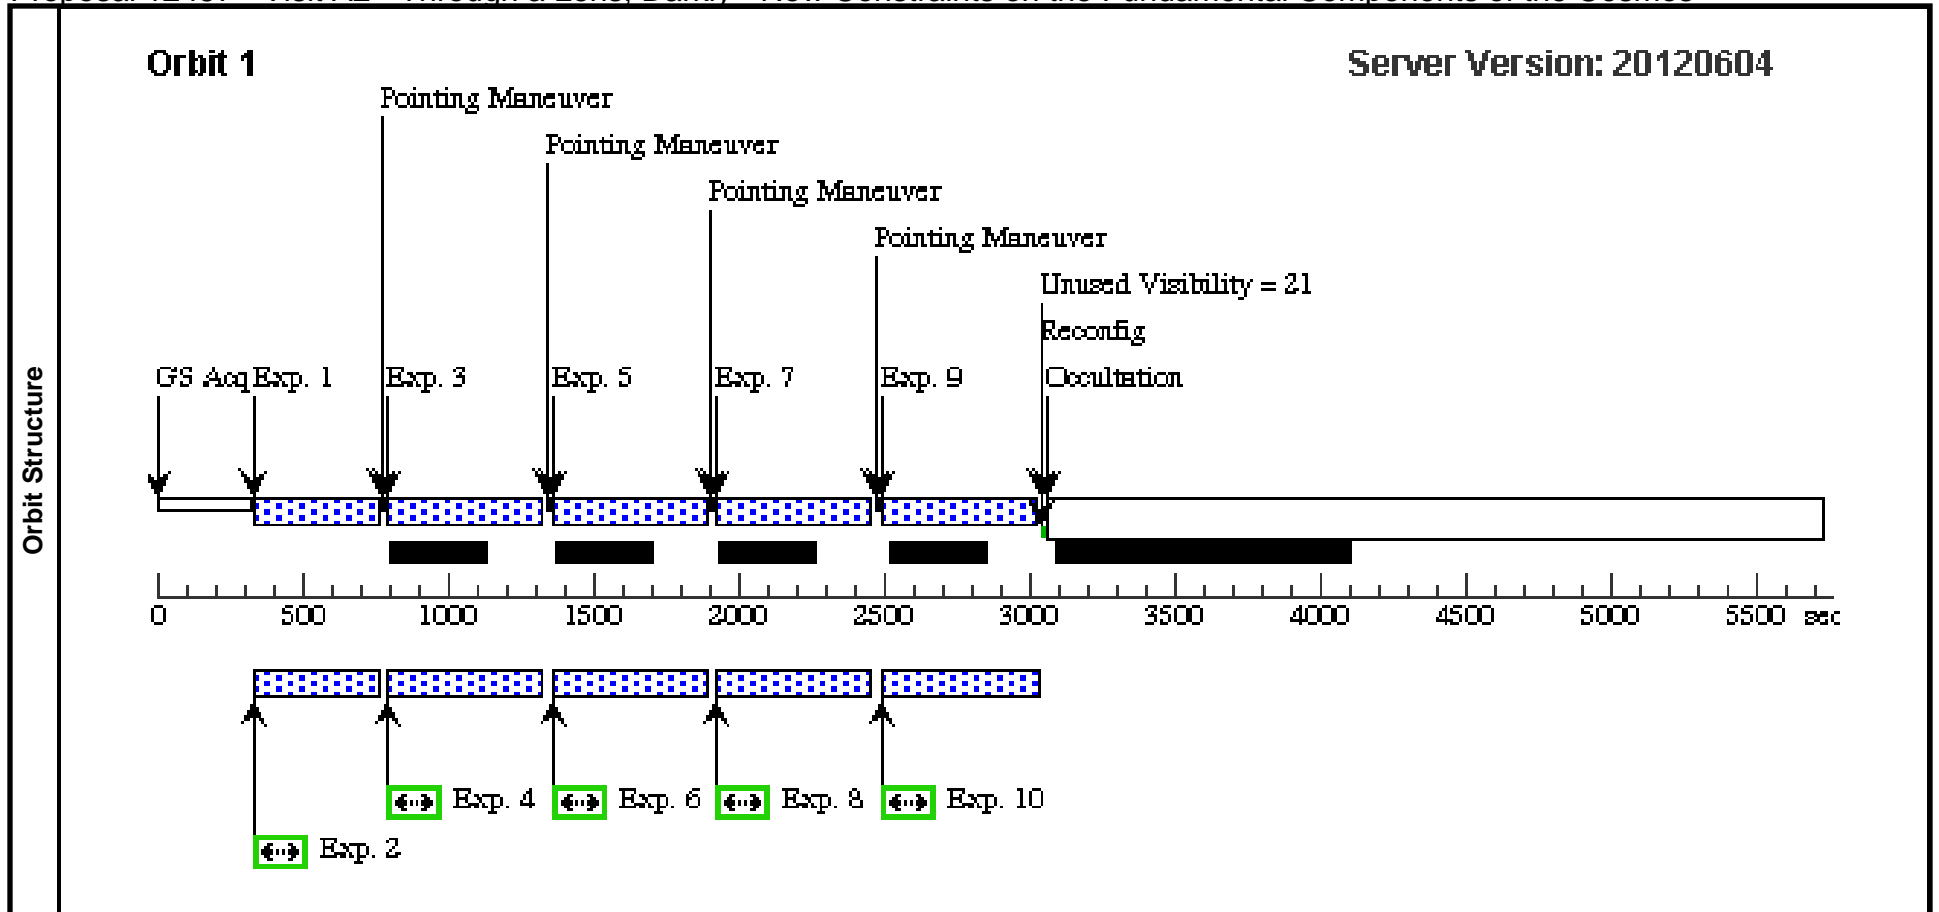 Orbit 1
Server Version: 20120604
Pointing Maneuver
Pointing Maneuver
Pointing Maneuver
Pointing Maneuver
Unused Visibility = 21
Reconfig
GS Acq Exp. 1 Exp. 3 Exp. 5 Exp. 7 Exp. 9 Occultation
Orbit Structure
0 500 1000 1500 2000 2500 3000 3500 4000 4500 5000 5500 sec
Exp. 4 Exp. 6 Exp. 8 Exp. 10
Exp. 2